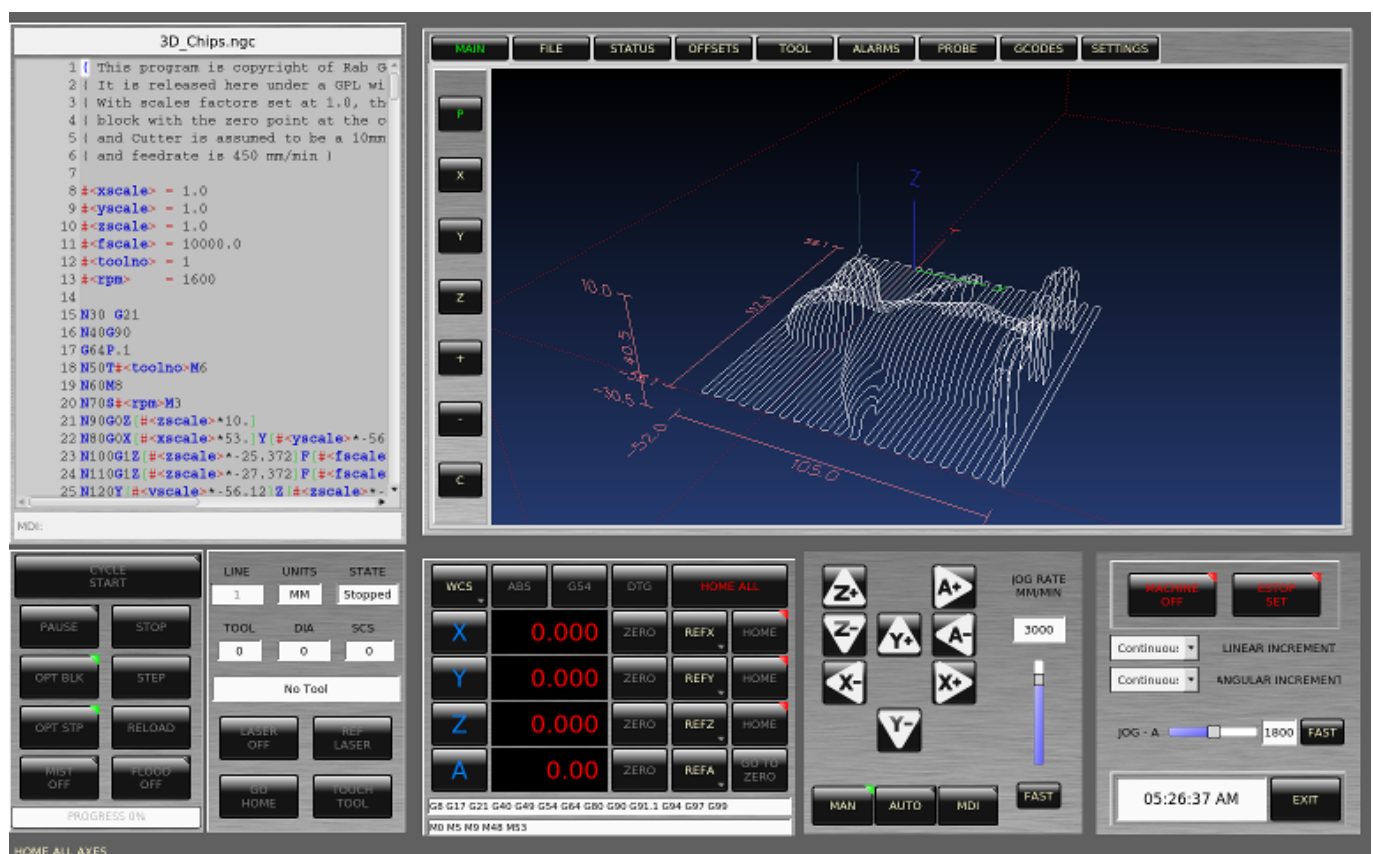 3D_Chips.ngc
1 ( This program is copyright of Rab G
2 ( It is released here under a GPL wi
3 ( With scales factors set at 1.0, th
4 ( block with the zero point at the c
5 ( and Cutter is assumed to be a 10mm
6 ( and feedrate is 450 mm/min )
7
8 #<xscale> = 1.0
9 #<yscale> = 1.0
10 #<zscale> = 1.0
11 #<fscale> = 10000.0
12 #<toolno> = 1
13 #<rpm>    = 1600
14
15 N30 G21
16 N40G90
17 G64P.1
18 N50T#<toolno>M6
19 N60M8
20 N70S#<rpm>M3
21 N90G0Z[#<zscale>*10.]
22 N80G0X[#<xscale>*53.]Y[#<yscale>*-56
23 N100G1Z[#<zscale>*-25.372]F[#<fscale
24 N110G1Z[#<zscale>*-27.372]F[#<fscale
25 N120Y[#<yscale>*-56.12]Z[#<zscale>*-
MDI:
MAIN FILE STATUS OFFSETS TOOL ALARMS PROBE GCODES SETTINGS
P
X
Y
Z
+
-
C
Z
Y
10.0
40.5
-30.5
-52.0
105.0
CYCLE
START
PAUSE STOP
OPT BLK STEP
OPT STP RELOAD
MIST
OFF
FLOOD
OFF
PROGRESS 0%
LINE UNITS STATE
1 MM Stopped
TOOL DIA SCS
0 0 0
No Tool
LASER
OFF
REF
LASER
GO
HOME
TOUCH
TOOL
WCS ABS G54 DTG HOME ALL
X 0.000 ZERO REFX HOME
Y 0.000 ZERO REFY HOME
Z 0.000 ZERO REFZ HOME
A 0.00 ZERO REFA GO TO
ZERO
G8 G17 G21 G40 G49 G54 G64 G80 G90 G91.1 G94 G97 G99
M0 M5 M9 M48 M53
Z+ A+
Z- Y+ A-
X- X+
Y-
JOG RATE
MM/MIN
3000
FAST
MAN AUTO MDI
MACHINE
OFF
ESTOP
SET
Continuou: LINEAR INCREMENT
Continuou: ANGULAR INCREMENT
JOG - A 1800 FAST
05:26:37 AM EXIT
HOME ALL AXES